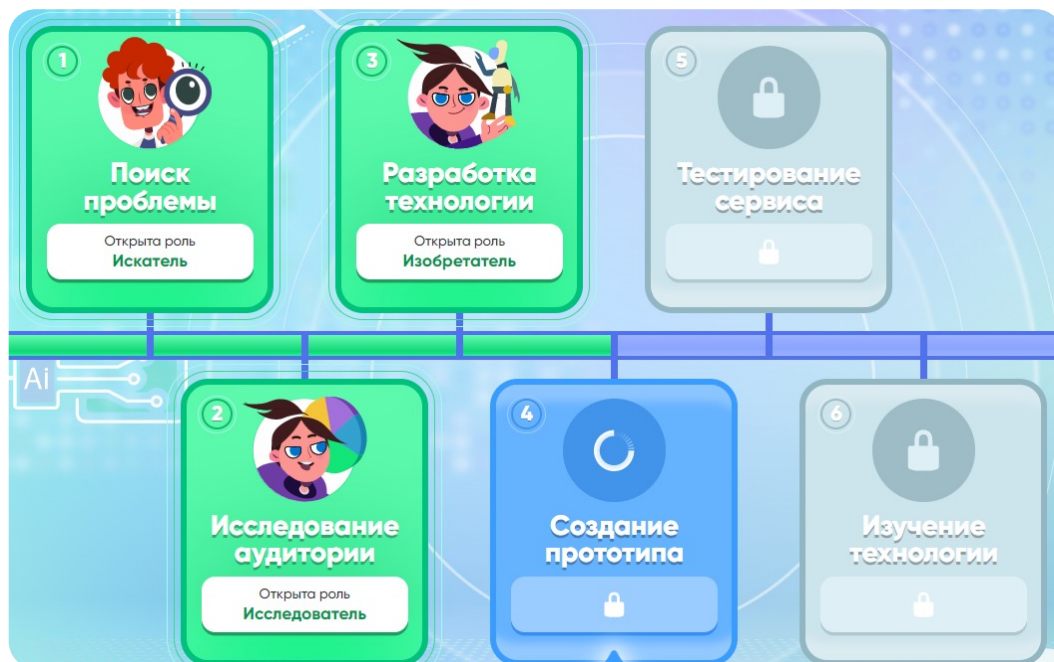 1
Поиск
проблемы
Открыта роль
Искатель
3
Разработка
технологии
Открыта роль
Изобретатель
5
Тестирование
сервиса
Ai
2
Исследование
аудитории
Открыта роль
Исследователь
4
Создание
прототипа
6
Изучение
технологии